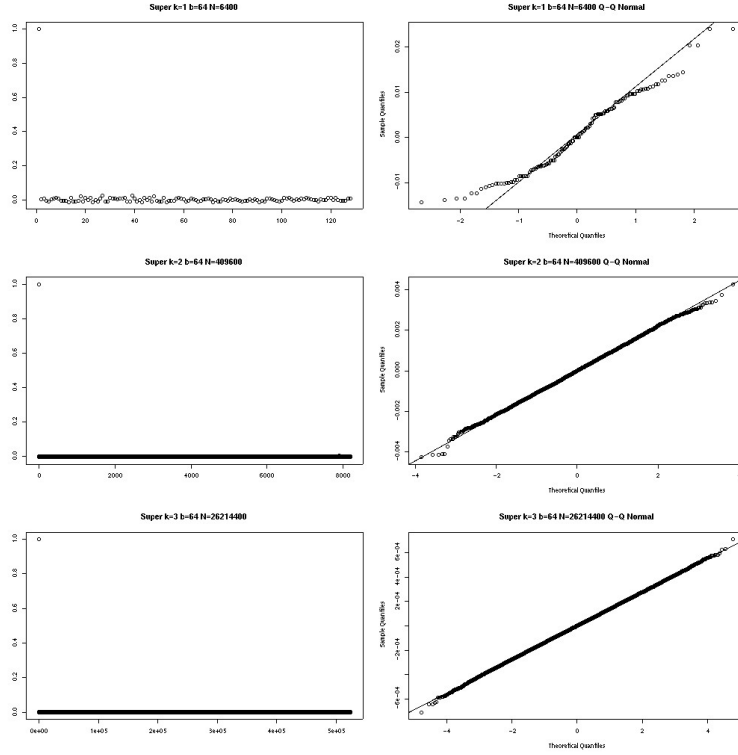 Super k=1 b=64 N=6400
1.0
0.8
0.6
0.4
0.2
0.0
0 20 40 60 80 100 120
Super k=1 b=64 N=6400 Q−Q Normal
Sample Quantiles
0.02
0.01
0.00
−0.01
−2 −1 0 1 2
Theoretical Quantiles
Super k=2 b=64 N=409600
1.0
0.8
0.6
0.4
0.2
0.0
0 2000 4000 6000 8000
Super k=2 b=64 N=409600 Q−Q Normal
Sample Quantiles
0.004
0.002
0.000
−0.002
−0.004
−4 −2 0 2
Theoretical Quantiles
Super k=3 b=64 N=26214400
1.0
0.8
0.6
0.4
0.2
0.0
0e+00 1e+05 2e+05 3e+05 4e+05 5e+05
Super k=3 b=64 N=26214400 Q−Q Normal
Sample Quantiles
6e−04
2e−04
−2e−04
−6e−04
−4 −2 0 2 4
Theoretical Quantiles